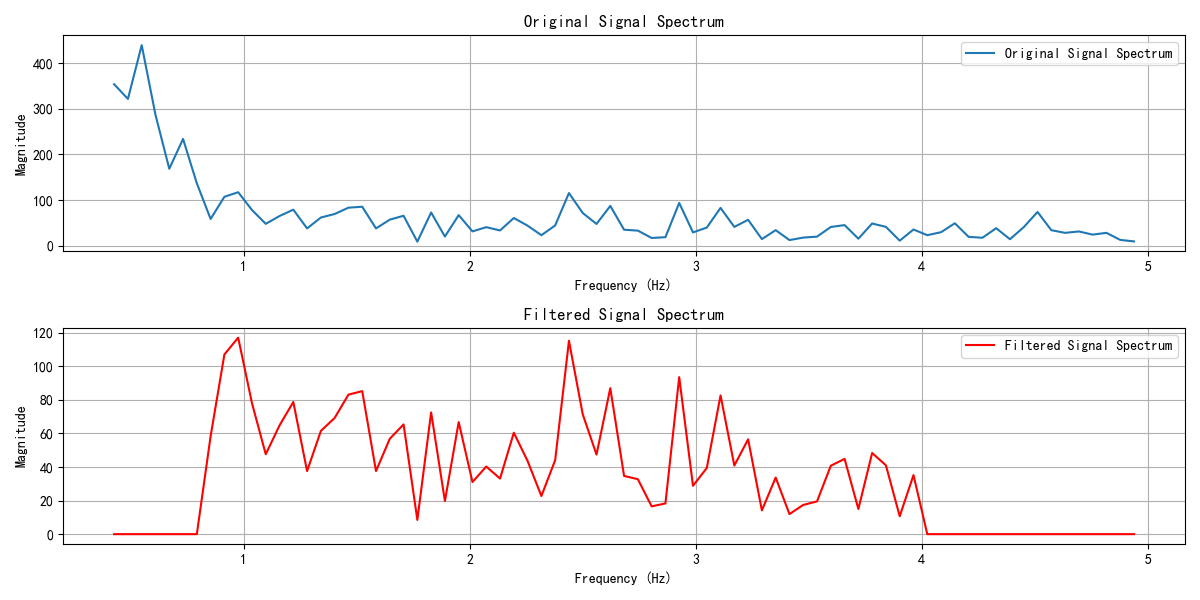 Original Signal Spectrum
Original Signal Spectrum
Magnitude
400
300
200
100
0
1 2 3 4 5
Frequency (Hz)
Filtered Signal Spectrum
Filtered Signal Spectrum
Magnitude
120
100
80
60
40
20
0
1 2 3 4 5
Frequency (Hz)